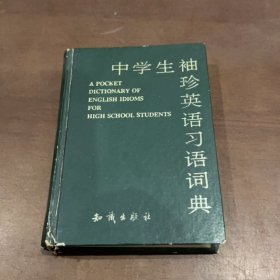 中学生袖珍英语习语词典
A POCKET
DICTIONARY OF
ENGLISH IDIOMS
FOR
HIGH SCHOOL STUDENTS
知识出版社